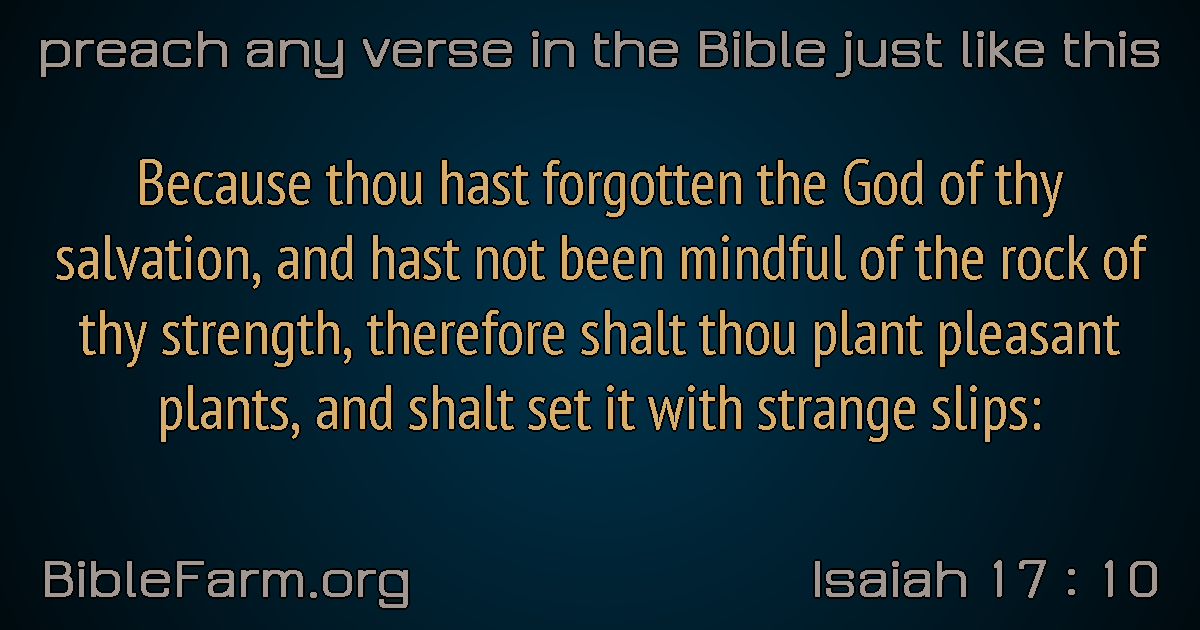 preach any verse in the Bible just like this
Because thou hast forgotten the God of thy
salvation, and hast not been mindful of the rock of
thy strength, therefore shalt thou plant pleasant
plants, and shalt set it with strange slips:
BibleFarm.org
Isaiah 17 : 10